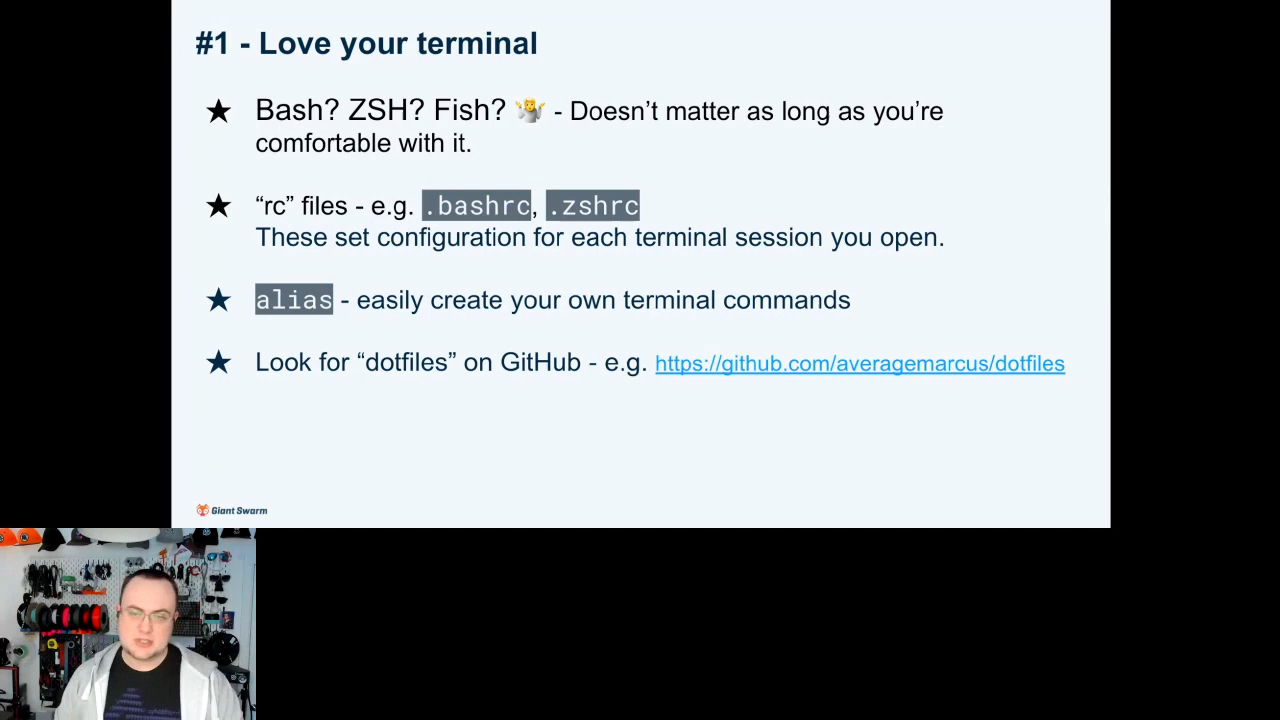 #1 - Love your terminal
★ Bash? ZSH? Fish? 🤷 - Doesn’t matter as long as you’re
comfortable with it.
★ “rc” files - e.g. .bashrc, .zshrc
These set configuration for each terminal session you open.
★ alias - easily create your own terminal commands
★ Look for “dotfiles” on GitHub - e.g. https://github.com/averagemarcus/dotfiles
Giant Swarm